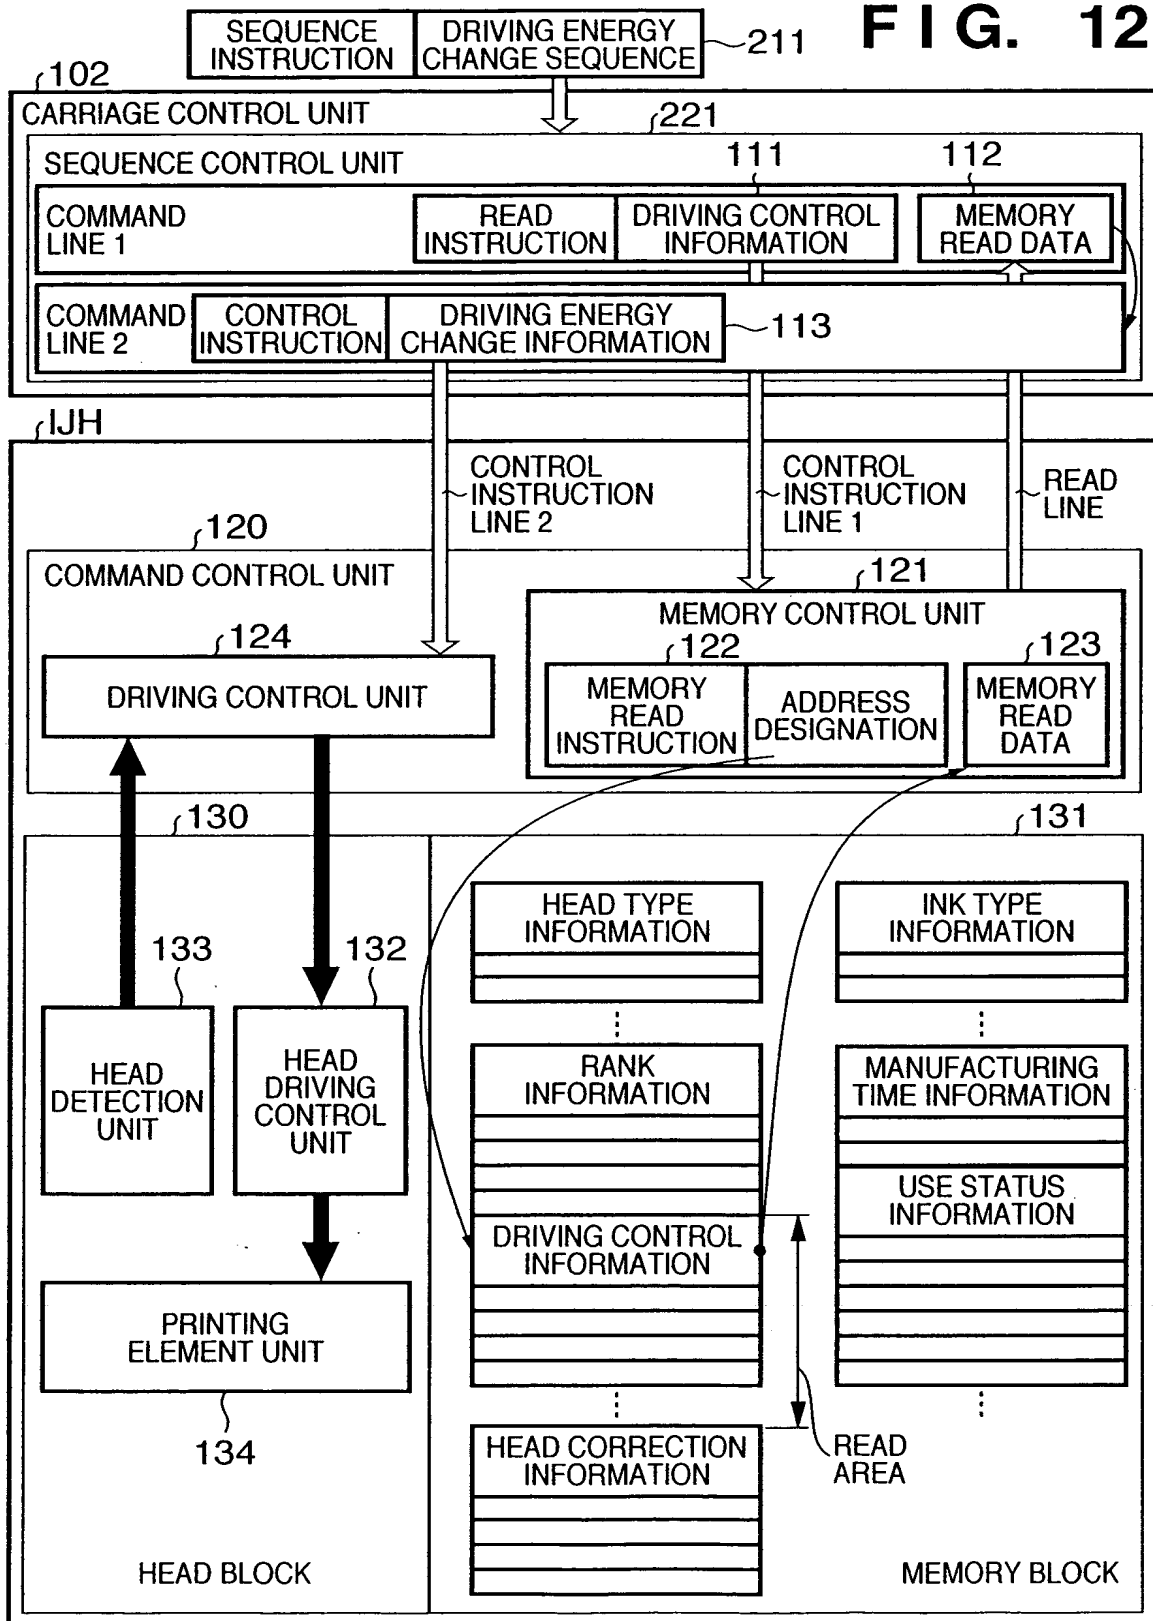 FIG. 12
SEQUENCE
INSTRUCTION
DRIVING ENERGY
CHANGE SEQUENCE
211
102
CARRIAGE CONTROL UNIT
221
SEQUENCE CONTROL UNIT
111
112
COMMAND
LINE 1
READ
INSTRUCTION
DRIVING CONTROL
INFORMATION
MEMORY
READ DATA
COMMAND
LINE 2
CONTROL
INSTRUCTION
DRIVING ENERGY
CHANGE INFORMATION
113
IJH
CONTROL
INSTRUCTION
LINE 2
CONTROL
INSTRUCTION
LINE 1
READ
LINE
120
COMMAND CONTROL UNIT
121
MEMORY CONTROL UNIT
124
DRIVING CONTROL UNIT
122
123
MEMORY
READ
INSTRUCTION
ADDRESS
DESIGNATION
MEMORY
READ
DATA
130
131
HEAD TYPE
INFORMATION
INK TYPE
INFORMATION
133
132
HEAD
DETECTION
UNIT
HEAD
DRIVING
CONTROL
UNIT
RANK
INFORMATION
MANUFACTURING
TIME INFORMATION
USE STATUS
INFORMATION
DRIVING CONTROL
INFORMATION
PRINTING
ELEMENT UNIT
134
HEAD CORRECTION
INFORMATION
READ
AREA
HEAD BLOCK
MEMORY BLOCK